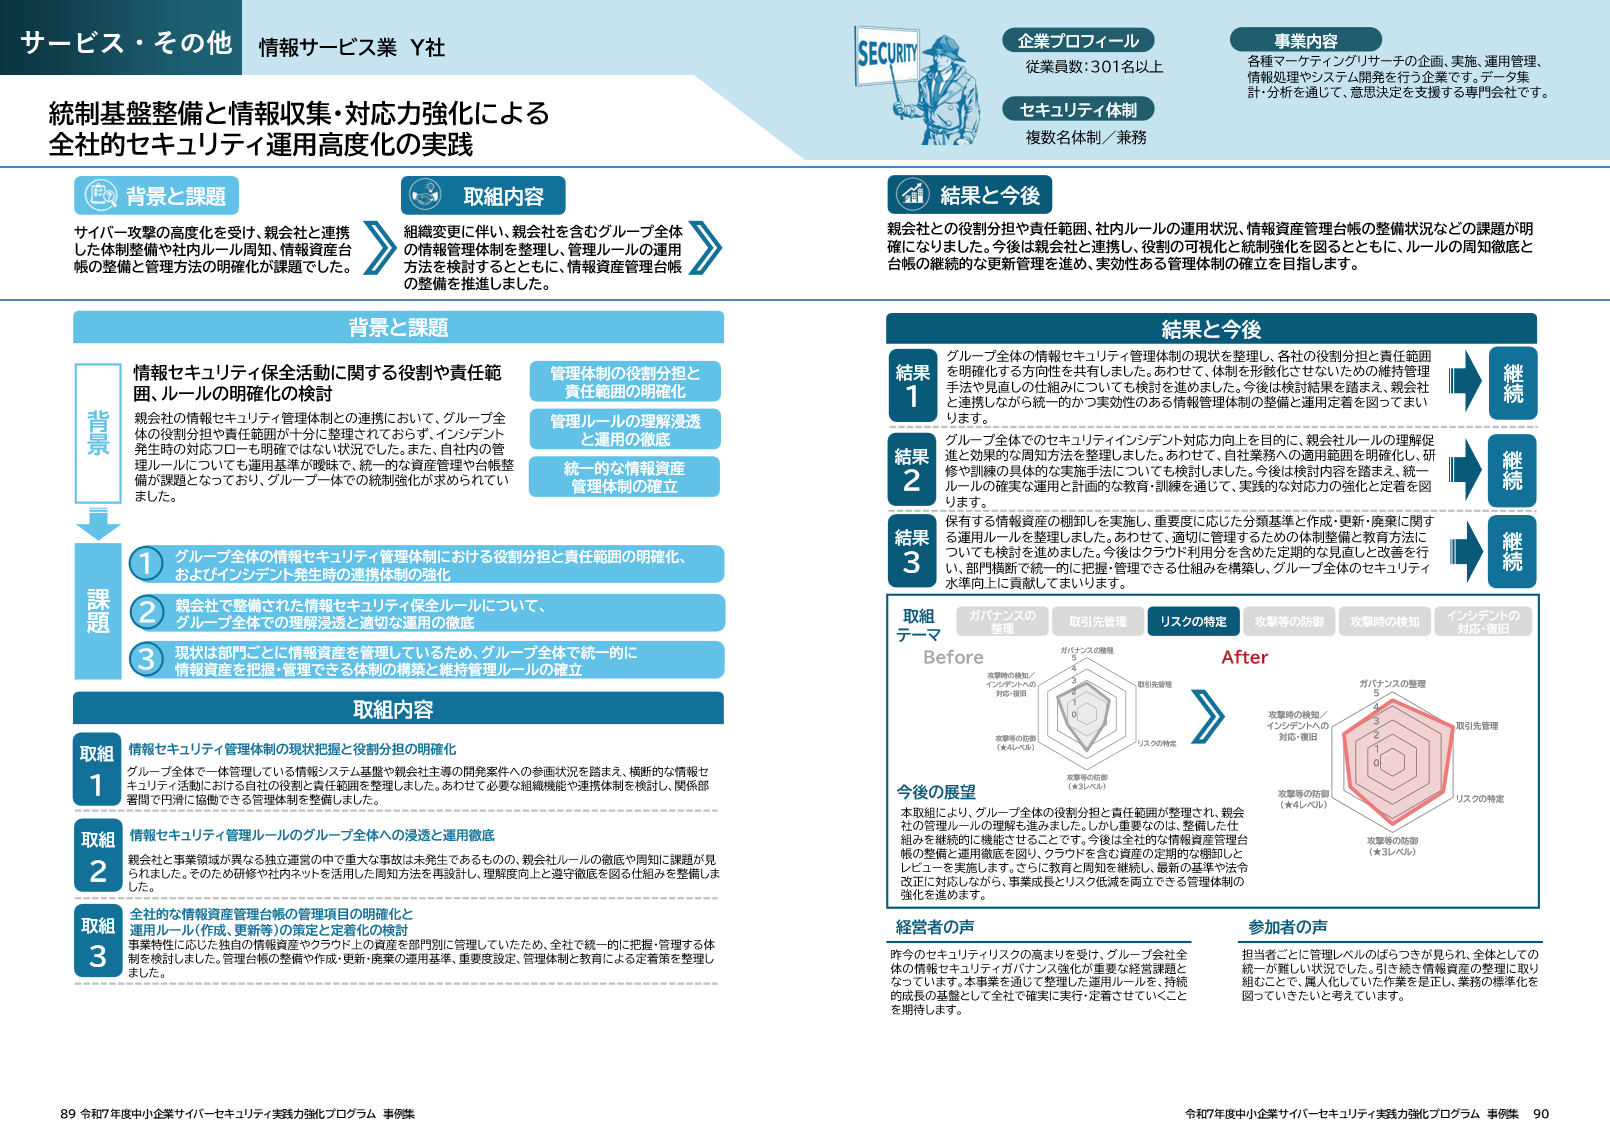 サービス・その他
情報サービス業 Y社
統制基盤整備と情報収集・対応力強化による
全社的セキュリティ運用高度化の実践
SECURITY
企業プロフィール
従業員数：301名以上
セキュリティ体制
複数名体制／兼務
事業内容
各種マーケティングリサーチの企画、実施、運用管理、
情報処理やシステム開発を行う企業です。データ集
計・分析を通じて、意思決定を支援する専門会社です。
背景と課題
サイバー攻撃の高度化を受け、親会社と連携
した体制整備や社内ルール周知、情報資産台
帳の整備と管理方法の明確化が課題でした。
取組内容
組織変更に伴い、親会社を含むグループ全体
の情報管理体制を整理し、管理ルールの運用
方法を検討するとともに、情報資産管理台帳
の整備を推進しました。
結果と今後
親会社との役割分担や責任範囲、社内ルールの運用状況、情報資産管理台帳の整備状況などの課題が明
確になりました。今後は親会社と連携し、役割の可視化と統制強化を図るとともに、ルールの周知徹底と
台帳の継続的な更新管理を進め、実効性ある管理体制の確立を目指します。
背景と課題
背景
情報セキュリティ保全活動に関する役割や責任範
囲、ルールの明確化の検討
親会社の情報セキュリティ管理体制との連携において、グループ全
体の役割分担や責任範囲が十分に整理されておらず、インシデント
発生時の対応フローも明確ではない状況でした。また、自社内の管
理ルールについても運用基準が曖昧で、統一的な資産管理や台帳整
備が課題となっており、グループ一体での統制強化が求められてい
ました。
管理体制の役割分担と
責任範囲の明確化
管理ルールの理解浸透
と運用の徹底
統一的な情報資産
管理体制の確立
課題
1
グループ全体の情報セキュリティ管理体制における役割分担と責任範囲の明確化、
およびインシデント発生時の連携体制の強化
2
親会社で整備された情報セキュリティ保全ルールについて、
グループ全体での理解浸透と適切な運用の徹底
3
現状は部門ごとに情報資産を管理しているため、グループ全体で統一的に
情報資産を把握・管理できる体制の構築と維持管理ルールの確立
取組内容
取組
1
情報セキュリティ管理体制の現状把握と役割分担の明確化
グループ全体で一体管理している情報システム基盤や親会社主導の開発案件への参画状況を踏まえ、横断的な情報セ
キュリティ活動における自社の役割と責任範囲を整理しました。あわせて必要な組織機能や連携体制を検討し、関係部
署間で円滑に協働できる管理体制を整備しました。
取組
2
情報セキュリティ管理ルールのグループ全体への浸透と運用徹底
親会社と事業領域が異なる独立運営の中で重大な事故は未発生であるものの、親会社ルールの徹底や周知に課題が見
られました。そのため研修や社内ネットを活用した周知方法を再設計し、理解度向上と遵守徹底を図る仕組みを整備しま
した。
取組
3
全社的な情報資産管理台帳の管理項目の明確化と
運用ルール（作成、更新等）の策定と定着化の検討
事業特性に応じた独自の情報資産やクラウド上の資産を部門別に管理していたため、全社で統一的に把握・管理する体
制を検討しました。管理台帳の整備や作成・更新・廃棄の運用基準、重要度設定、管理体制と教育による定着策を整理し
ました。
結果と今後
結果
1
グループ全体の情報セキュリティ管理体制の現状を整理し、各社の役割分担と責任範囲
を明確化する方向性を共有しました。あわせて、体制を形骸化させないための維持管理
手法や見直しの仕組みについても検討を進めました。今後は検討結果を踏まえ、親会社
と連携しながら統一的かつ実効性のある情報管理体制の整備と運用定着を図ってまい
ります。
継続
結果
2
グループ全体でのセキュリティインシデント対応力向上を目的に、親会社ルールの理解促
進と効果的な周知方法を整理しました。あわせて、自社業務への適用範囲を明確化し、研
修や訓練の具体的な実施手法についても検討しました。今後は検討内容を踏まえ、統一
ルールの確実な運用と計画的な教育・訓練を通じて、実践的な対応力の強化と定着を図
ります。
継続
結果
3
保有する情報資産の棚卸しを実施し、重要度に応じた分類基準と作成・更新・廃棄に関す
る運用ルールを整理しました。あわせて、適切に管理するための体制整備と教育方法に
ついても検討を進めました。今後はクラウド利用分を含めた定期的な見直しと改善を行
い、部門横断で統一的に把握・管理できる仕組みを構築し、グループ全体のセキュリティ
水準向上に貢献してまいります。
継続
取組
テーマ
ガバナンスの
整理
取引先管理
リスクの特定
攻撃等の防御
攻撃時の検知
インシデントの
対応・復旧
Before
ガバナンスの整理
5
4
3
2
1
0
取引先管理
リスクの特定
攻撃等の防御
（★3レベル）
攻撃等の防御
（★4レベル）
攻撃時の検知／
インシデントへの
対応・復旧
After
ガバナンスの整理
5
4
3
2
1
0
取引先管理
リスクの特定
攻撃等の防御
（★3レベル）
攻撃等の防御
（★4レベル）
攻撃時の検知／
インシデントへの
対応・復旧
今後の展望
本取組により、グループ全体の役割分担と責任範囲が整理され、親会
社の管理ルールの理解も進みました。しかし重要なのは、整備した仕
組みを継続的に機能させることです。今後は全社的な情報資産管理台
帳の整備と運用徹底を図り、クラウドを含む資産の定期的な棚卸しと
レビューを実施します。さらに教育と周知を継続し、最新の基準や法令
改正に対応しながら、事業成長とリスク低減を両立できる管理体制の
強化を進めます。
経営者の声
昨今のセキュリティリスクの高まりを受け、グループ会社全
体の情報セキュリティガバナンス強化が重要な経営課題と
なっています。本事業を通じて整理した運用ルールを、持続
的成長の基盤として全社で確実に実行・定着させていくこと
を期待します。
参加者の声
担当者ごとに管理レベルのばらつきが見られ、全体としての
統一が難しい状況でした。引き続き情報資産の整理に取り
組むことで、属人化していた作業を是正し、業務の標準化を
図っていきたいと考えています。
89 令和7年度中小企業サイバーセキュリティ実践力強化プログラム 事例集
令和7年度中小企業サイバーセキュリティ実践力強化プログラム 事例集 90